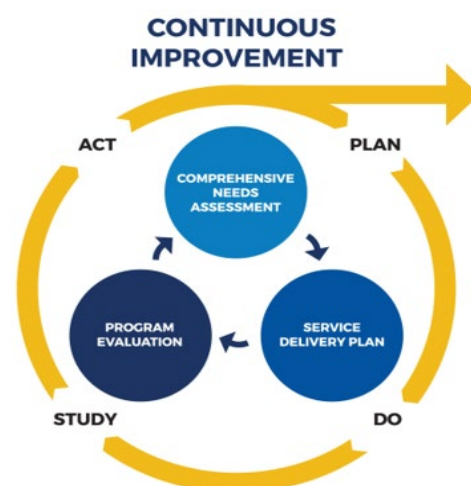 CONTINUOUS
IMPROVEMENT
ACT
PLAN
COMPREHENSIVE
NEEDS
ASSESSMENT
PROGRAM
EVALUATION
SERVICE
DELIVERY PLAN
STUDY
DO